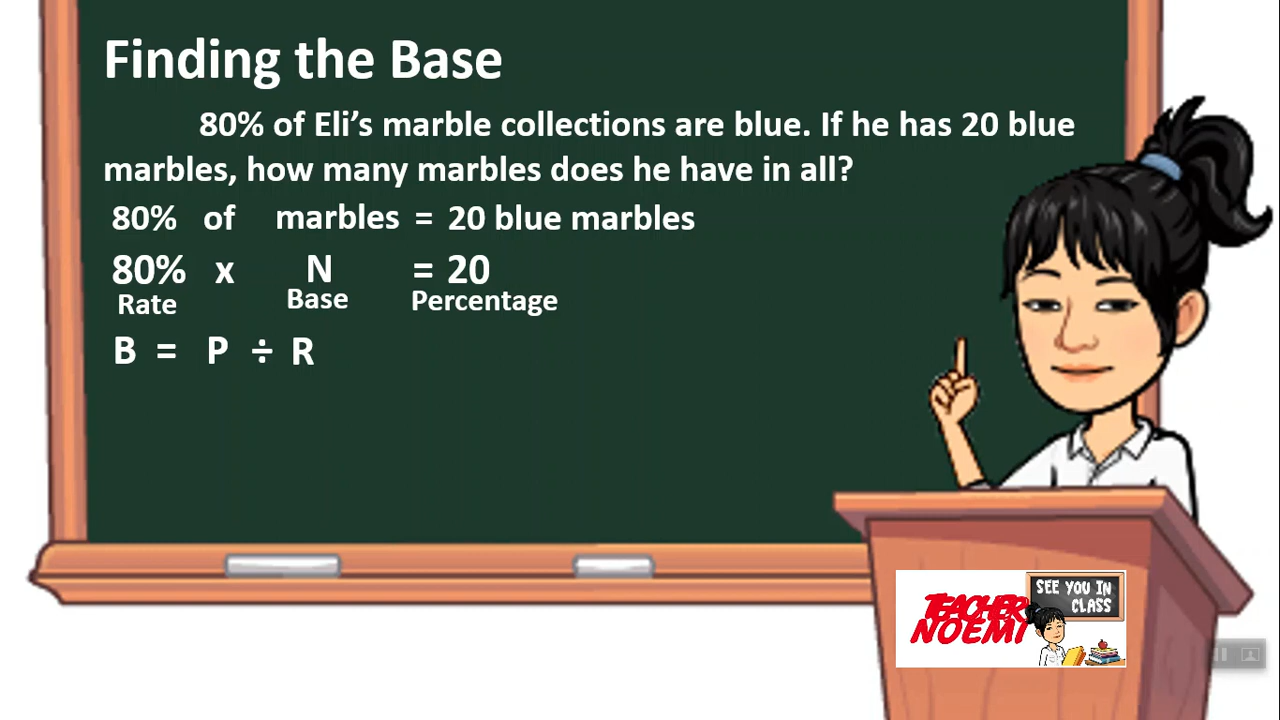 Finding the Base
80% of Eli's marble collections are blue. If he has 20 blue
marbles, how many marbles does he have in all?
80% of marbles = 20 blue marbles
80% x N = 20
Rate Base Percentage
B = P ÷ R
TEACHER
NOEMI
SEE YOU IN
CLASS